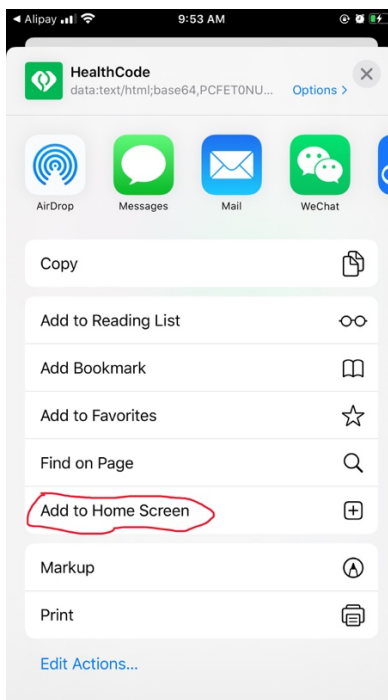 ◀ Alipay 9:53 AM
HealthCode
data:text/html;base64,PCFET0NU...
Options >
AirDrop Messages Mail WeChat
Copy
Add to Reading List
Add Bookmark
Add to Favorites
Find on Page
Add to Home Screen
Markup
Print
Edit Actions...